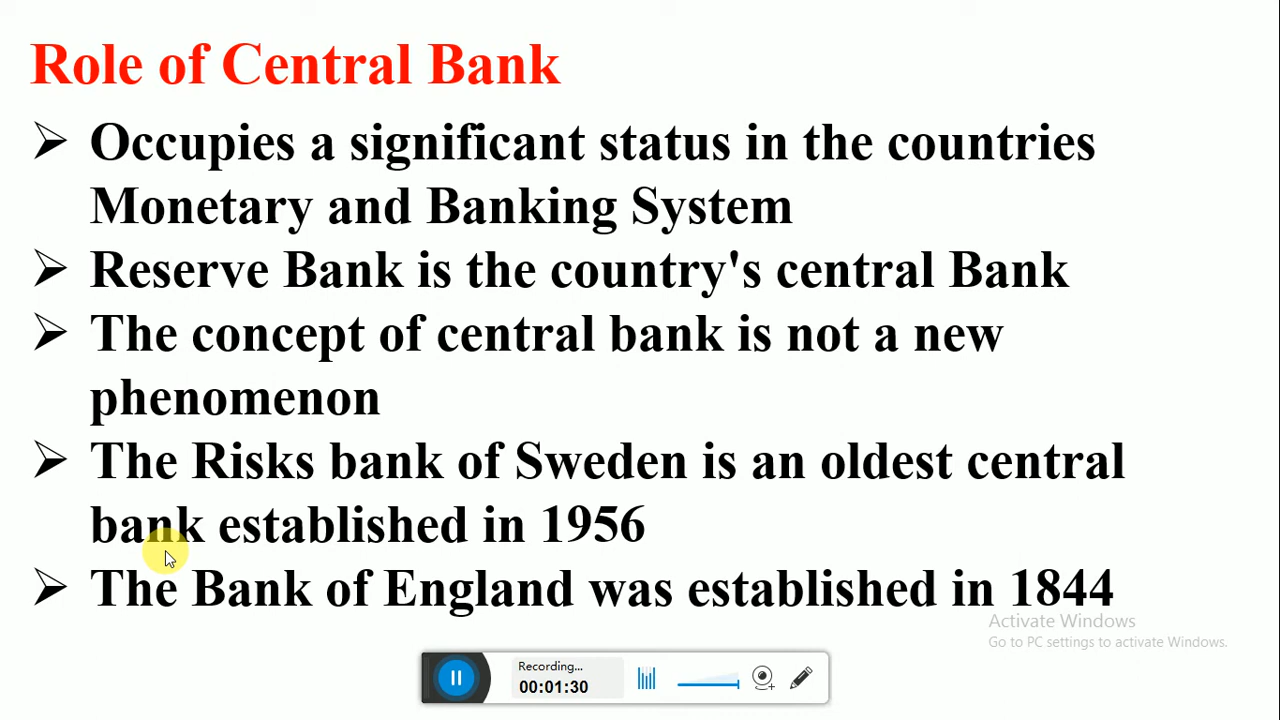 Role of Central Bank
➢ Occupies a significant status in the countries
Monetary and Banking System
➢ Reserve Bank is the country's central Bank
➢ The concept of central bank is not a new
phenomenon
➢ The Risks bank of Sweden is an oldest central
bank established in 1956
➢ The Bank of England was established in 1844
Activate Windows
Go to PC settings to activate Windows.
Recording...
00:01:30